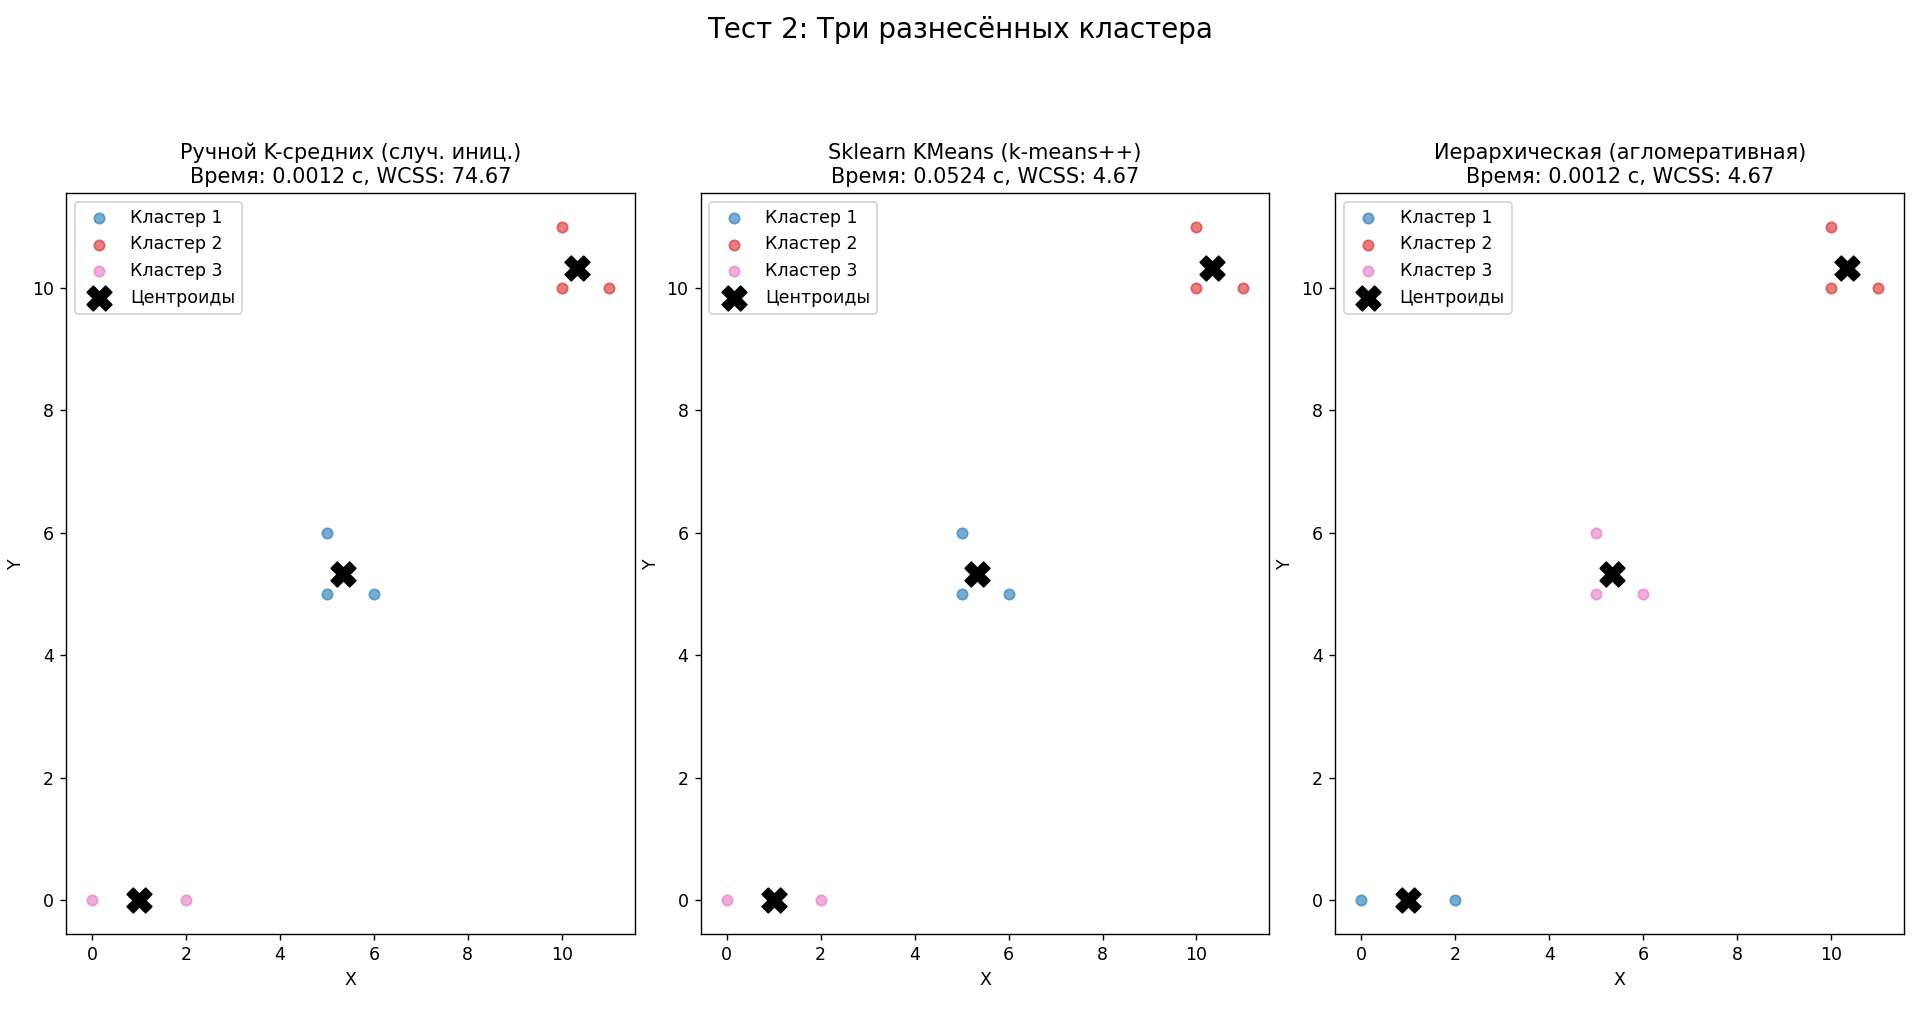 Тест 2: Три разнесённых кластера
Ручной K-средних (случ. иниц.)
Время: 0.0012 с, WCSS: 74.67
Кластер 1
Кластер 2
Кластер 3
Центроиды
10
8
6
4
2
0
Y
0
2
4
6
8
10
X
Sklearn KMeans (k-means++)
Время: 0.0524 с, WCSS: 4.67
Кластер 1
Кластер 2
Кластер 3
Центроиды
10
8
6
4
2
0
Y
0
2
4
6
8
10
X
Иерархическая (агломеративная)
Время: 0.0012 с, WCSS: 4.67
Кластер 1
Кластер 2
Кластер 3
Центроиды
10
8
6
4
2
0
Y
0
2
4
6
8
10
X